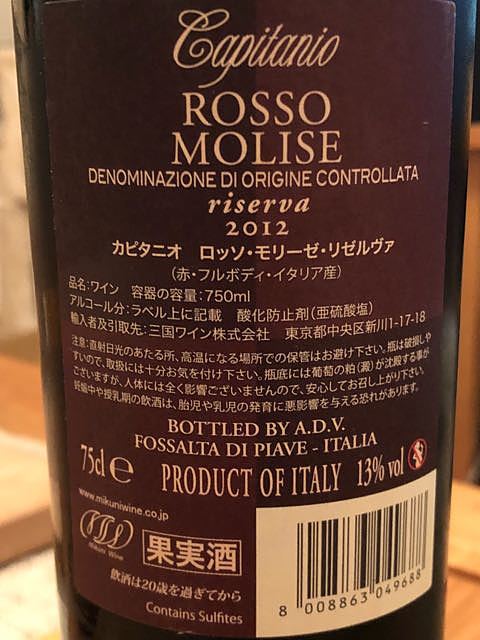 Capitanio
ROSSO
MOLISE
DENOMINAZIONE DI ORIGINE CONTROLLATA
riserva
2012
カピタニオ ロッソ・モリーゼ・リゼルヴァ
(赤・フルボディ・イタリア産)
品名:ワイン 容器の容量:750ml
アルコール分:ラベル上に記載 酸化防止剤(亜硫酸塩)
輸入者及引取先:三国ワイン株式会社 東京都中央区新川1-17-18
注意:直射日光のあたる所、高温になる場所での保管はお避け下さい。瓶は破損しや
すいので、取扱には十分お気を付け下さい。瓶底には葡萄の粕(澱)が沈殿する事が
ございますが、人体には全く影響ございませんので、安心してお召し上がり下さい。
妊娠中や授乳期の飲酒は、胎児や乳児の発育に悪影響を与える恐れがあります。
BOTTLED BY A.D.V.
FOSSALTA DI PIAVE - ITALIA
75cl e PRODUCT OF ITALY 13% vol
www.mikuniwine.co.jp
Mikuni Wine
果実酒
飲酒は20歳を過ぎてから
Contains Sulfites
8 008863 049688